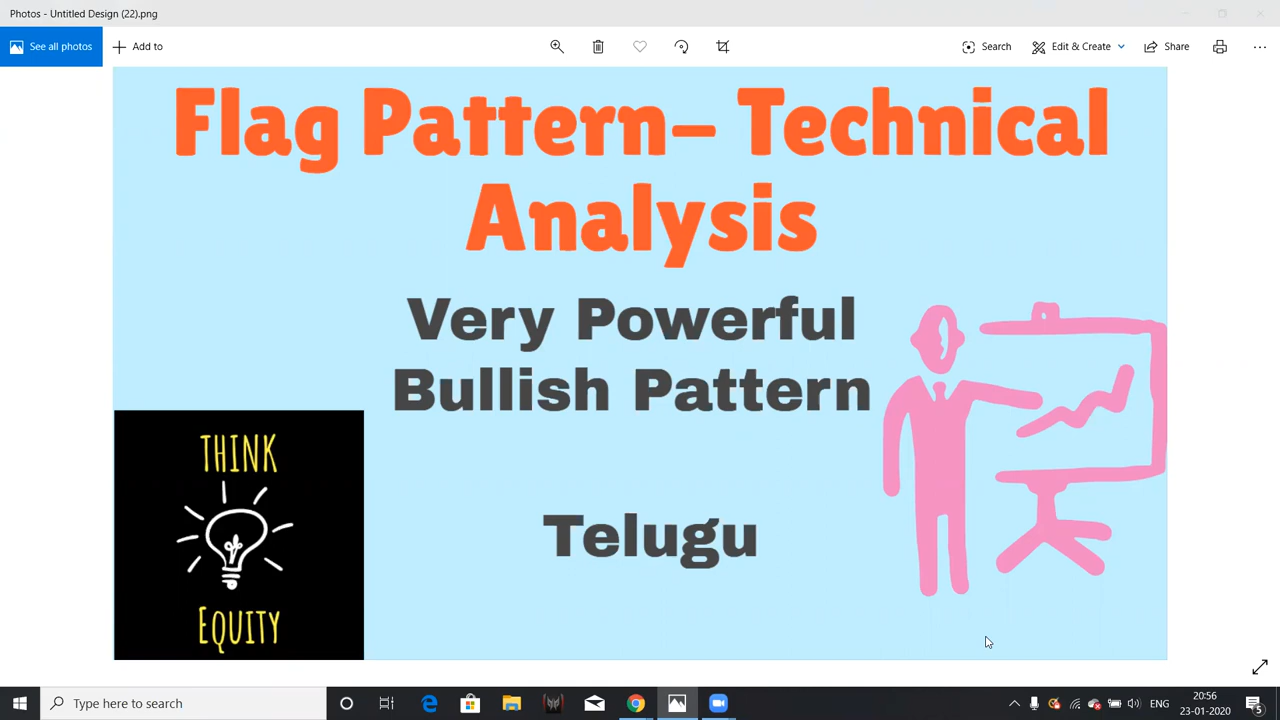 Photos - Untitled Design (22).png
See all photos
Add to
Search
Edit & Create
Share
Flag Pattern– Technical
Analysis
Very Powerful
Bullish Pattern
THINK
EQUITY
Telugu
Type here to search
ENG
20:56
23-01-2020
5